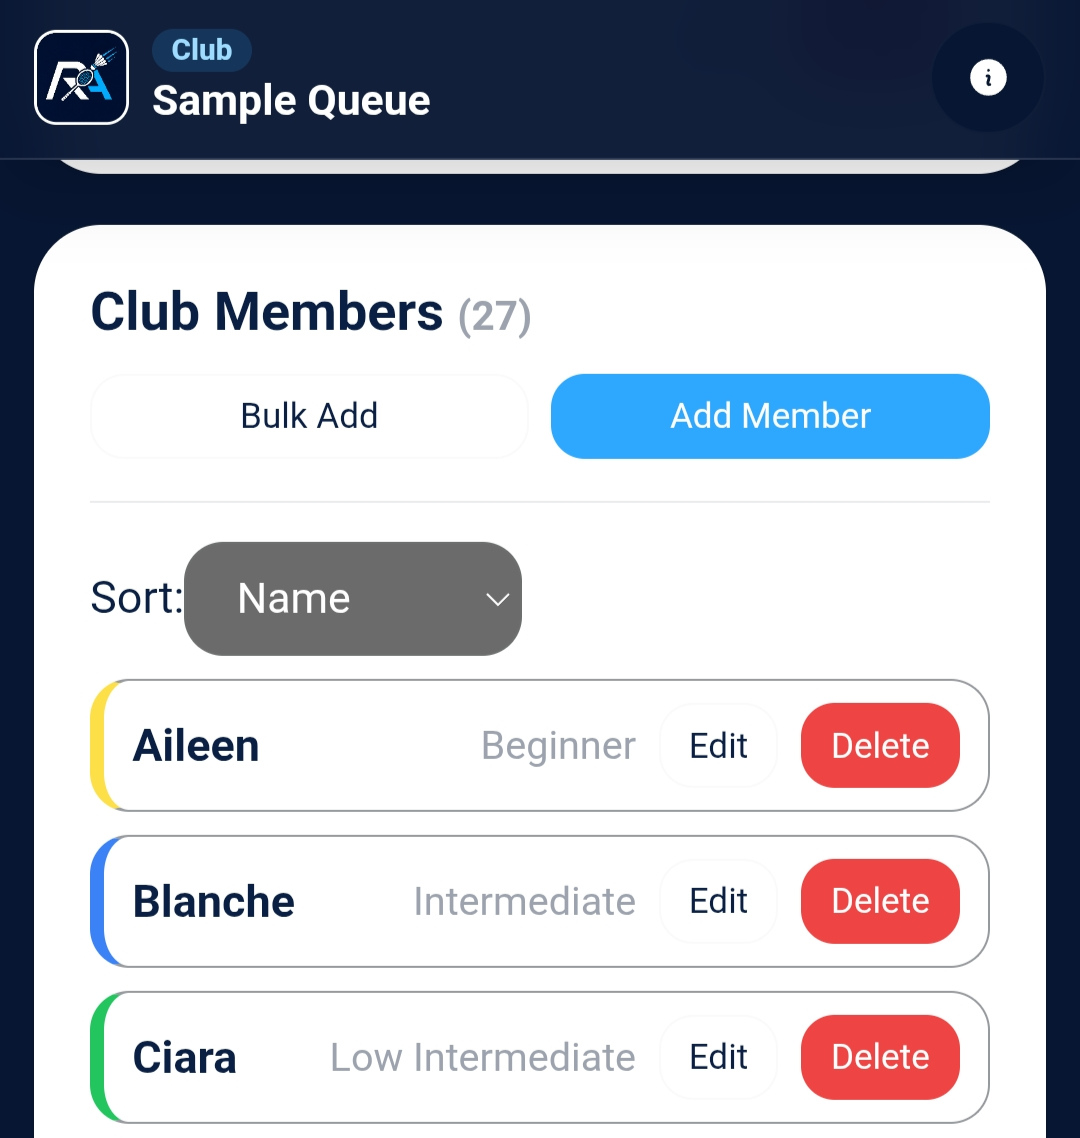 RA
Club
Sample Queue
Club Members (27)
Bulk Add
Add Member
Sort: Name
Aileen Beginner Edit Delete
Blanche Intermediate Edit Delete
Ciara Low Intermediate Edit Delete